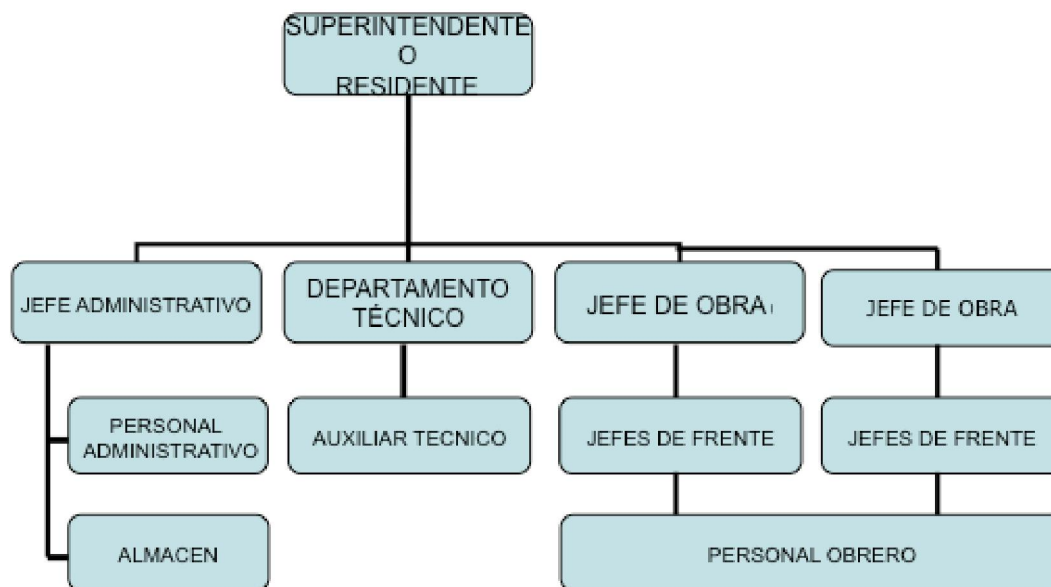 SUPERINTENDENTE
O
RESIDENTE
JEFE ADMINISTRATIVO
DEPARTAMENTO
TÉCNICO
JEFE DE OBRA
JEFE DE OBRA
PERSONAL
ADMINISTRATIVO
AUXILIAR TECNICO
JEFES DE FRENTE
JEFES DE FRENTE
ALMACEN
PERSONAL OBRERO